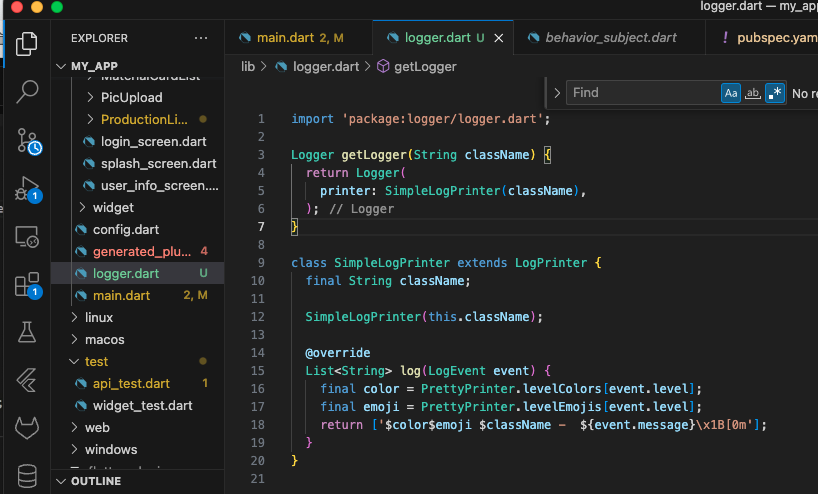 logger.dart — my_app
EXPLORER ...
MY_APP
MaterialCardList
PicUpload
ProductionLi...
login_screen.dart
splash_screen.dart
user_info_screen....
widget
config.dart
generated_plu... 4
logger.dart U
main.dart 2, M
linux
macos
test
api_test.dart 1
widget_test.dart
web
windows
OUTLINE
1
1
main.dart 2, M
logger.dart U
behavior_subject.dart
! pubspec.yam
lib > logger.dart > getLogger
Find Aa ab .* No re
1 import 'package:logger/logger.dart';
2
3 Logger getLogger(String className) {
4 return Logger(
5 printer: SimpleLogPrinter(className),
6 ); // Logger
7 }
8
9 class SimpleLogPrinter extends LogPrinter {
10 final String className;
11
12 SimpleLogPrinter(this.className);
13
14 @override
15 List<String> log(LogEvent event) {
16 final color = PrettyPrinter.levelColors[event.level];
17 final emoji = PrettyPrinter.levelEmojis[event.level];
18 return ['$color$emoji $className -  ${event.message}\x1B[0m'];
19 }
20 }
21